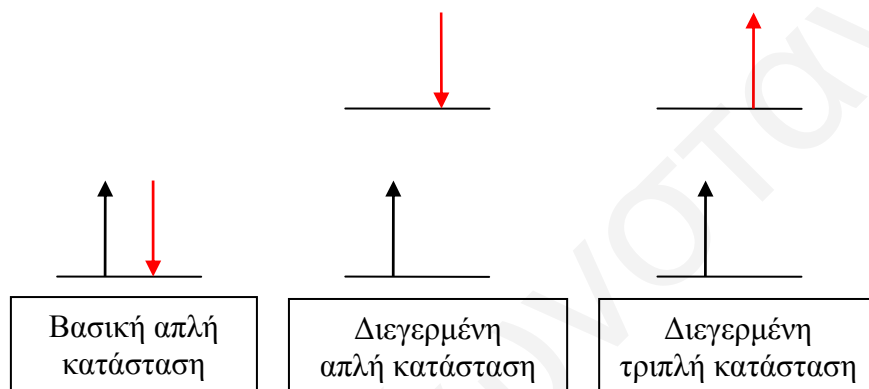 Βασική απλή
κατάσταση
Διεγερμένη
απλή κατάσταση
Διεγερμένη
τριπλή κατάσταση